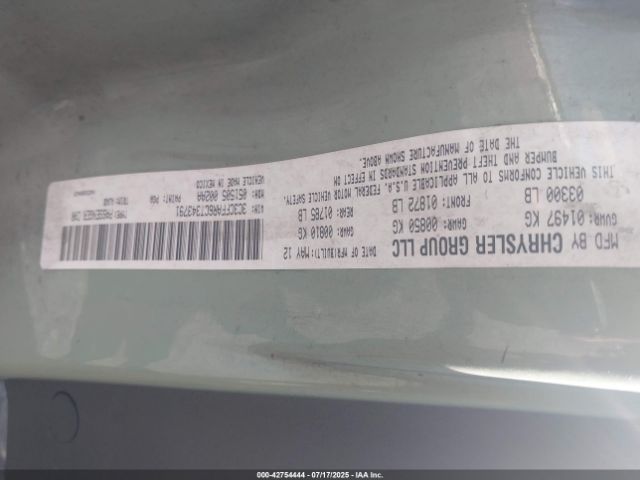 MFD BY CHRYSLER GROUP LLC
DATE OF MFR(BUILT): MAY 12
GVWR: 01497 KG
03300 LB
GAWR: 00850 KG
FRONT: LB
GAWR: 00810 KG
REAR: 01785 LB
THIS VEHICLE CONFORMS TO ALL APPLICABLE U.S.A. FEDERAL MOTOR VEHICLE SAFETY,
BUMPER AND THEFT PREVENTION STANDARDS IN EFFECT ON
THE DATE OF MANUFACTURE SHOWN ABOVE.
VIN: 3C3CFFAR6CT343791
TYPE: PASSENGER CAR
VEHICLE MADE IN MEXICO
PAINT: PGA
TRIM:
000-42754444 - 07/17/2025 - IAAI.COM